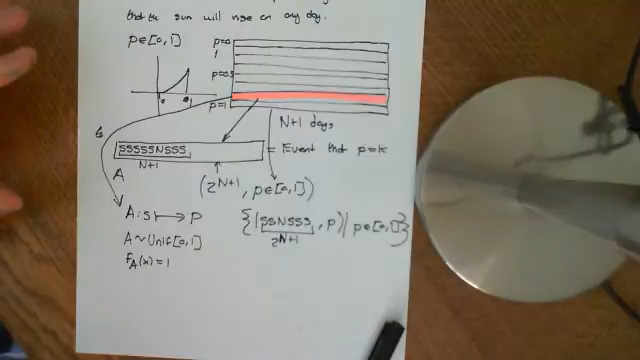 that the sun will rise on any day.
p∈[0,1]
p=0
1
p=0.5
p=1
N+1 days
SSSSSNSSS,
= Event that p=k
N+1
A
(2^{N+1}, p∈[0,1])
A: S ↦ P
{(SSNSSS, p) | p∈[0,1]}
2^{N+1}
A ~ Unif[0,1]
f_A(x) = 1